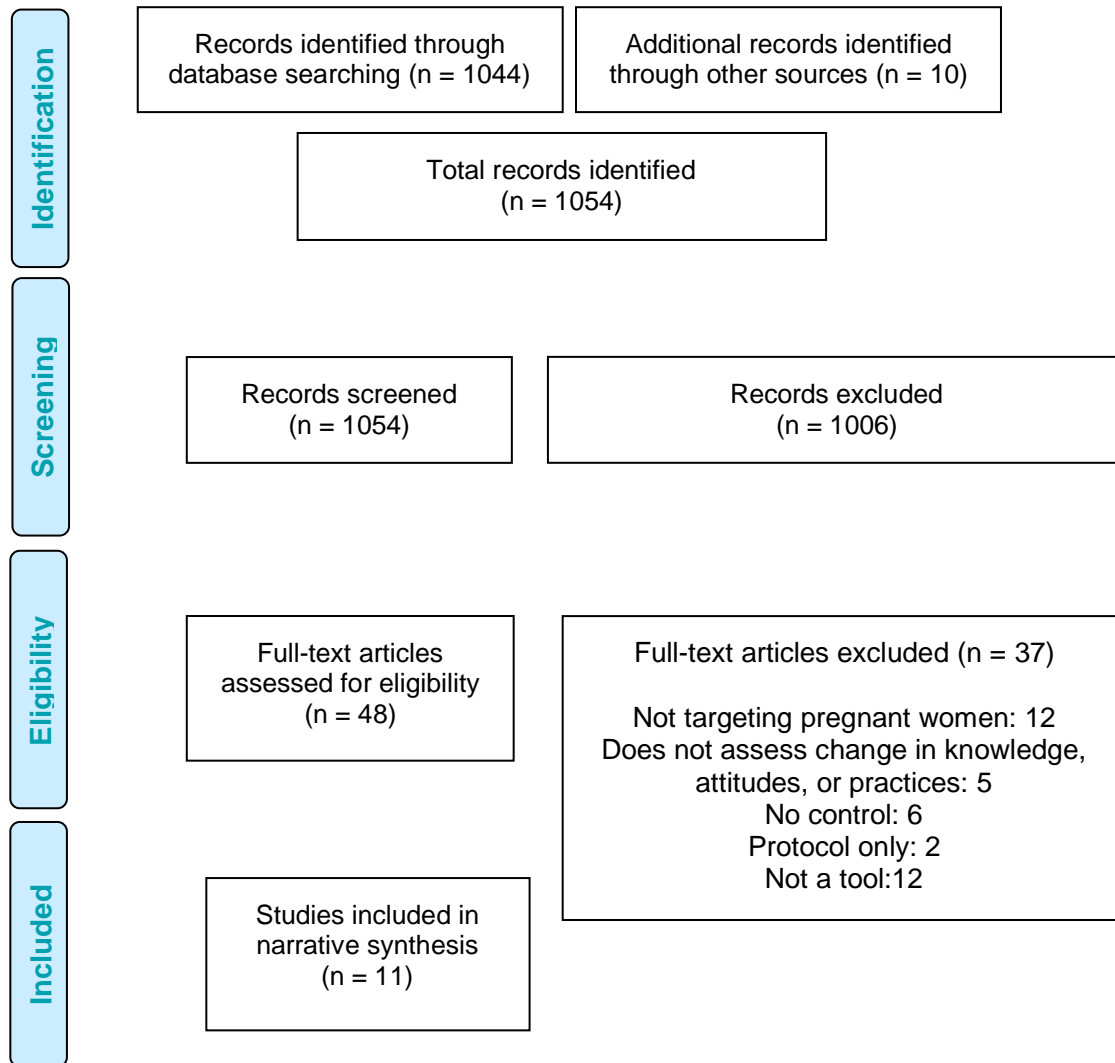 Identification
Records identified through
database searching (n = 1044)
Additional records identified
through other sources (n = 10)
Total records identified
(n = 1054)
Screening
Records screened
(n = 1054)
Records excluded
(n = 1006)
Eligibility
Full-text articles
assessed for eligibility
(n = 48)
Full-text articles excluded (n = 37)
Not targeting pregnant women: 12
Does not assess change in knowledge,
attitudes, or practices: 5
No control: 6
Protocol only: 2
Not a tool:12
Included
Studies included in
narrative synthesis
(n = 11)